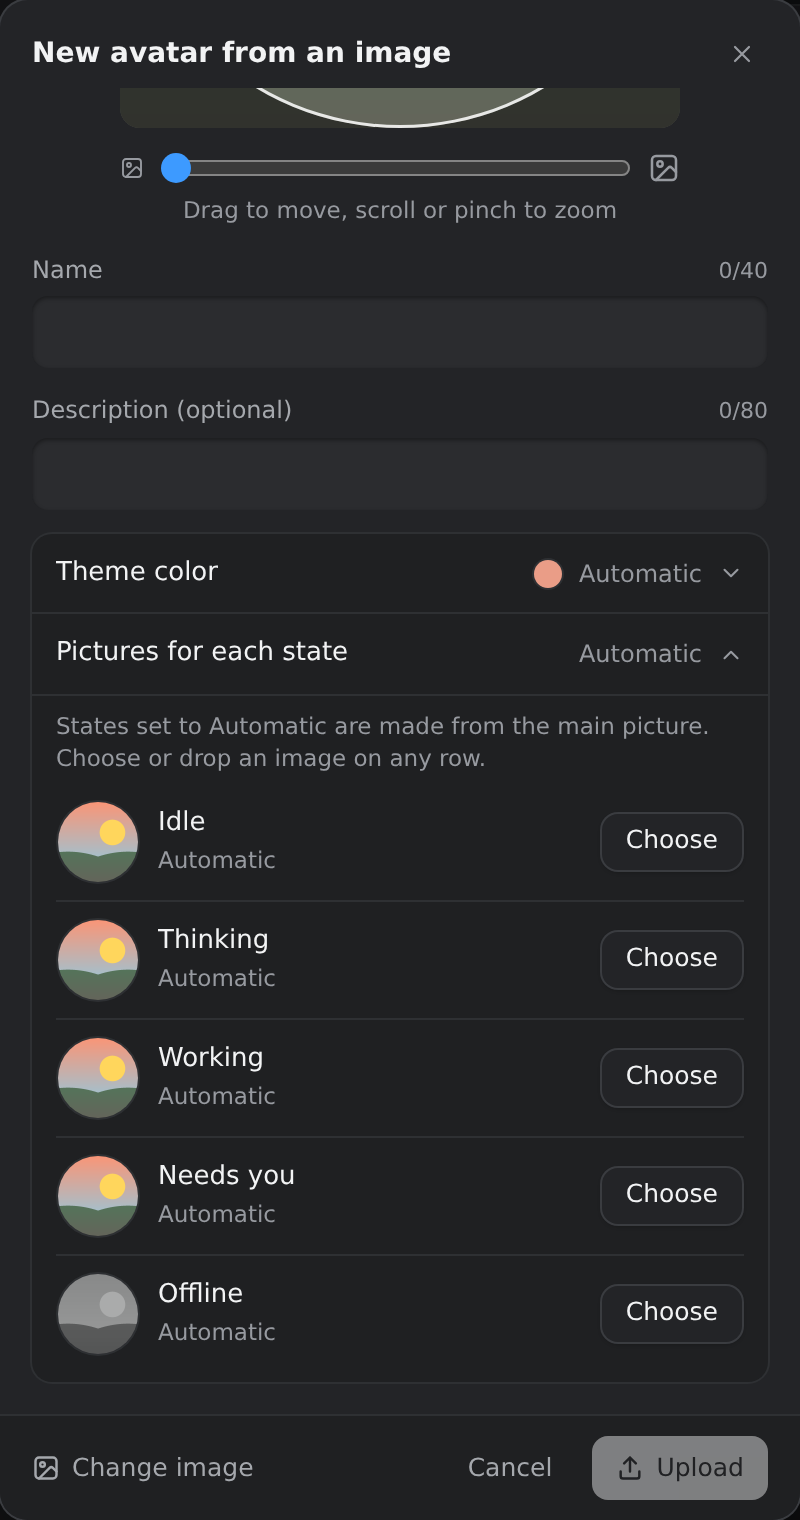 New avatar from an image
Drag to move, scroll or pinch to zoom
Name 0/40
Description (optional) 0/80
Theme color Automatic
Pictures for each state Automatic
States set to Automatic are made from the main picture.
Choose or drop an image on any row.
Idle
Automatic
Choose
Thinking
Automatic
Choose
Working
Automatic
Choose
Needs you
Automatic
Choose
Offline
Automatic
Choose
Change image Cancel Upload